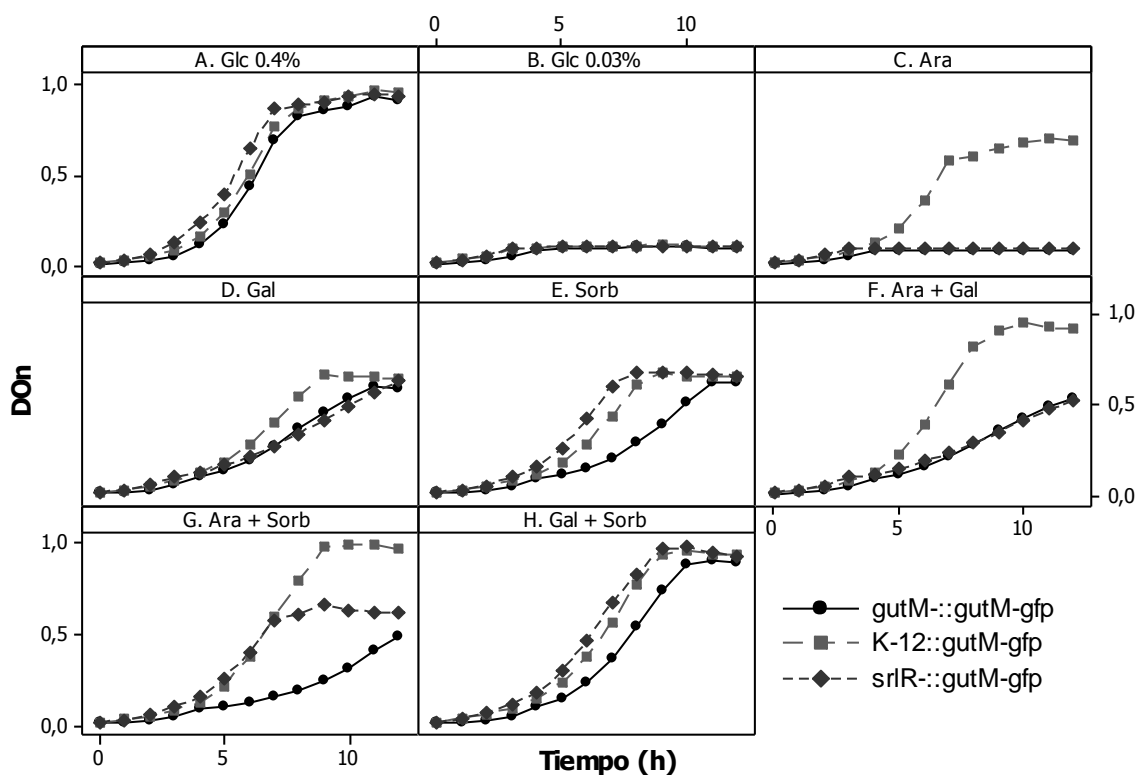 0 5 10
A. Glc 0.4% B. Glc 0.03% C. Ara
1,0
0,5
0,0
D. Gal E. Sorb F. Ara + Gal
1,0
0,5
0,0
DOn
G. Ara + Sorb H. Gal + Sorb
0 5 10
1,0
0,5
0,0
gutM-::gutM-gfp
K-12::gutM-gfp
srlR-::gutM-gfp
0 5 10
Tiempo (h)